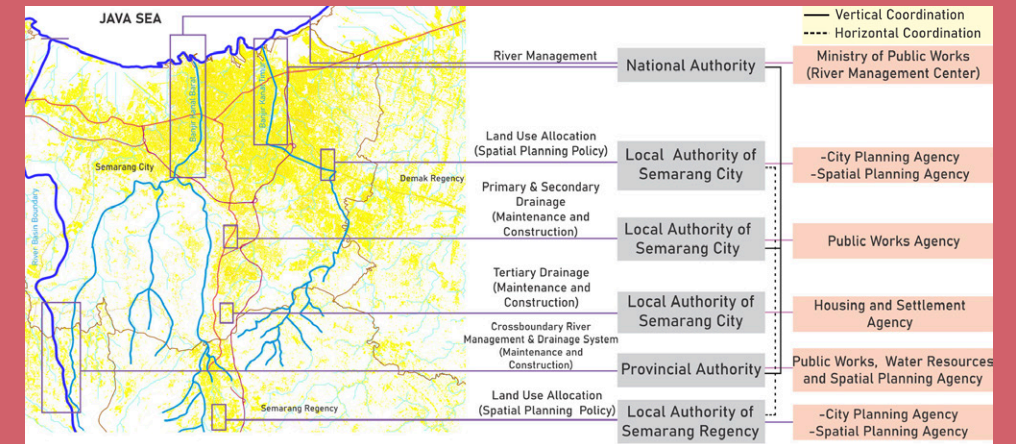 JAVA SEA
Banjir Kanal Barat
Banjir Kanal Timur
Semarang City
Demak Regency
River Basin Boundary
Semarang Regency
Vertical Coordination
Horizontal Coordination
River Management
National Authority
Ministry of Public Works
(River Management Center)
Land Use Allocation
(Spatial Planning Policy)
Local Authority of
Semarang City
-City Planning Agency
-Spatial Planning Agency
Primary & Secondary
Drainage
(Maintenance and
Construction)
Local Authority of
Semarang City
Public Works Agency
Tertiary Drainage
(Maintenance and
Construction)
Local Authority of
Semarang City
Housing and Settlement
Agency
Crossboundary River
Management & Drainage System
(Maintenance and
Construction)
Provincial Authority
Public Works, Water Resources
and Spatial Planning Agency
Land Use Allocation
(Spatial Planning Policy)
Local Authority of
Semarang Regency
-City Planning Agency
-Spatial Planning Agency